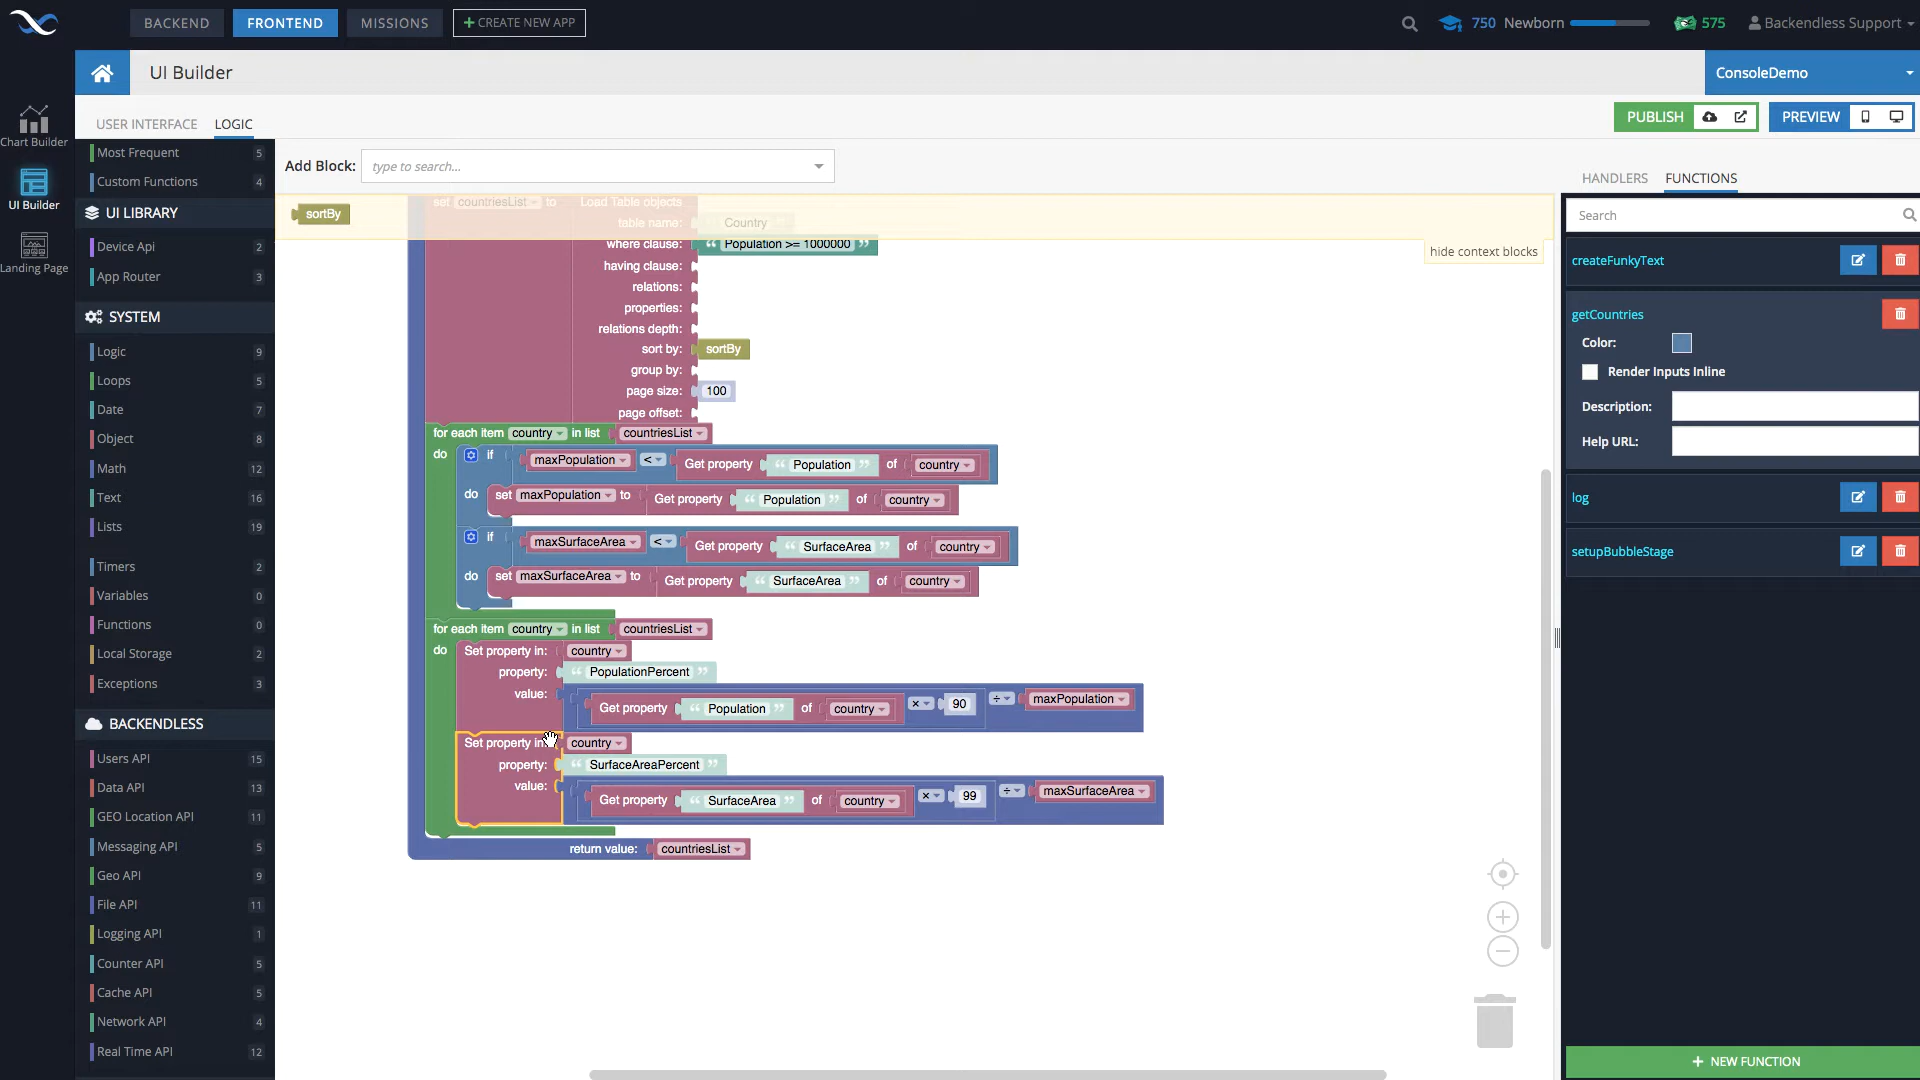 BACKEND
FRONTEND
MISSIONS
+ CREATE NEW APP
750 Newborn
575
Backendless Support
UI Builder
ConsoleDemo
Chart Builder
UI Builder
Landing Page
USER INTERFACE
LOGIC
PUBLISH
PREVIEW
Most Frequent 5
Custom Functions 4
UI LIBRARY
Device Api 2
App Router 3
SYSTEM
Logic 9
Loops 5
Date 7
Object 8
Math 12
Text 16
Lists 19
Timers 2
Variables 0
Functions 0
Local Storage 2
Exceptions 3
BACKENDLESS
Users API 15
Data API 13
GEO Location API 11
Messaging API 5
Geo API 9
File API 11
Logging API 1
Counter API 5
Cache API 5
Network API 4
Real Time API 12
Add Block: type to search...
sortBy
hide context blocks
set countriesList to Load Table objects
table name: Country
where clause: “ Population >= 1000000 ”
having clause:
relations:
properties:
relations depth:
sort by: sortBy
group by:
page size: 100
page offset:
for each item country in list countriesList
do if maxPopulation < Get property “ Population ” of country
do set maxPopulation to Get property “ Population ” of country
if maxSurfaceArea < Get property “ SurfaceArea ” of country
do set maxSurfaceArea to Get property “ SurfaceArea ” of country
for each item country in list countriesList
do Set property in: country
property: “ PopulationPercent ”
value: Get property “ Population ” of country × 90 ÷ maxPopulation
Set property in: country
property: “ SurfaceAreaPercent ”
value: Get property “ SurfaceArea ” of country × 99 ÷ maxSurfaceArea
return value: countriesList
HANDLERS
FUNCTIONS
Search
createFunkyText
getCountries
Color:
Render Inputs Inline
Description:
Help URL:
log
setupBubbleStage
+ NEW FUNCTION